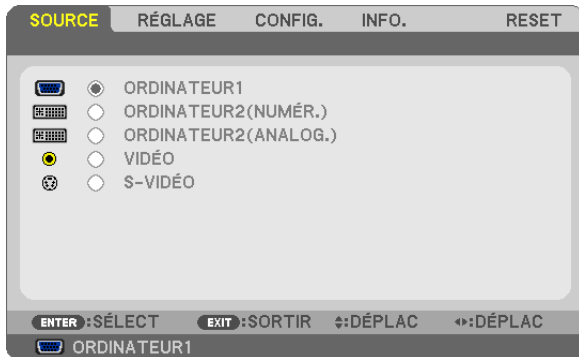 SOURCE RÉGLAGE CONFIG. INFO. RESET
ORDINATEUR1
ORDINATEUR2(NUMÉR.)
ORDINATEUR2(ANALOG.)
VIDÉO
S-VIDÉO
ENTER:SÉLECT EXIT:SORTIR :DÉPLAC :DÉPLAC
ORDINATEUR1